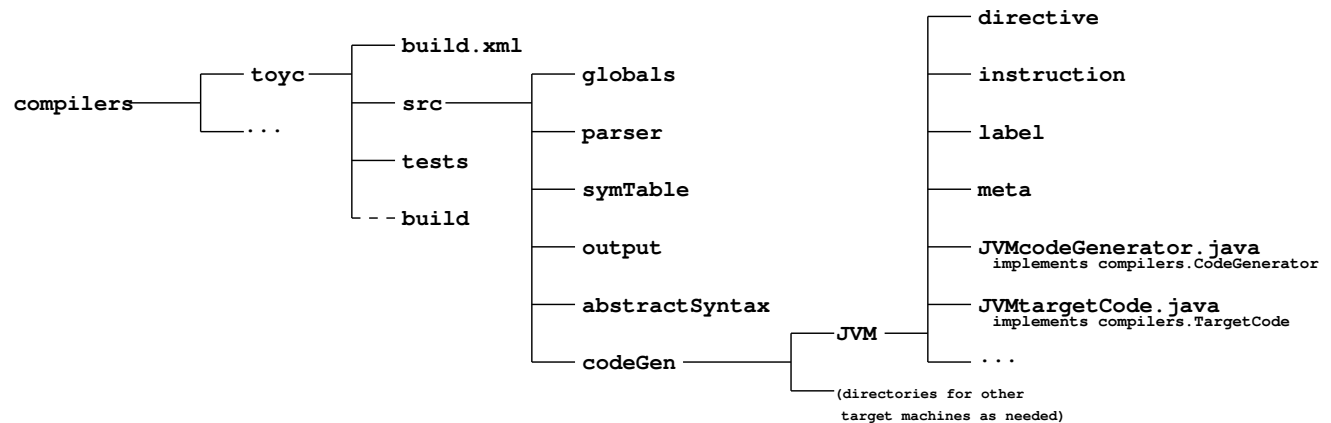 directive
build.xml
toyc
globals
instruction
compilers
src
...
parser
label
tests
symTable
meta
build
output
JVMcodeGenerator.java
implements compilers.CodeGenerator
abstractSyntax
JVMtargetCode.java
implements compilers.TargetCode
JVM
codeGen
...
(directories for other
target machines as needed)